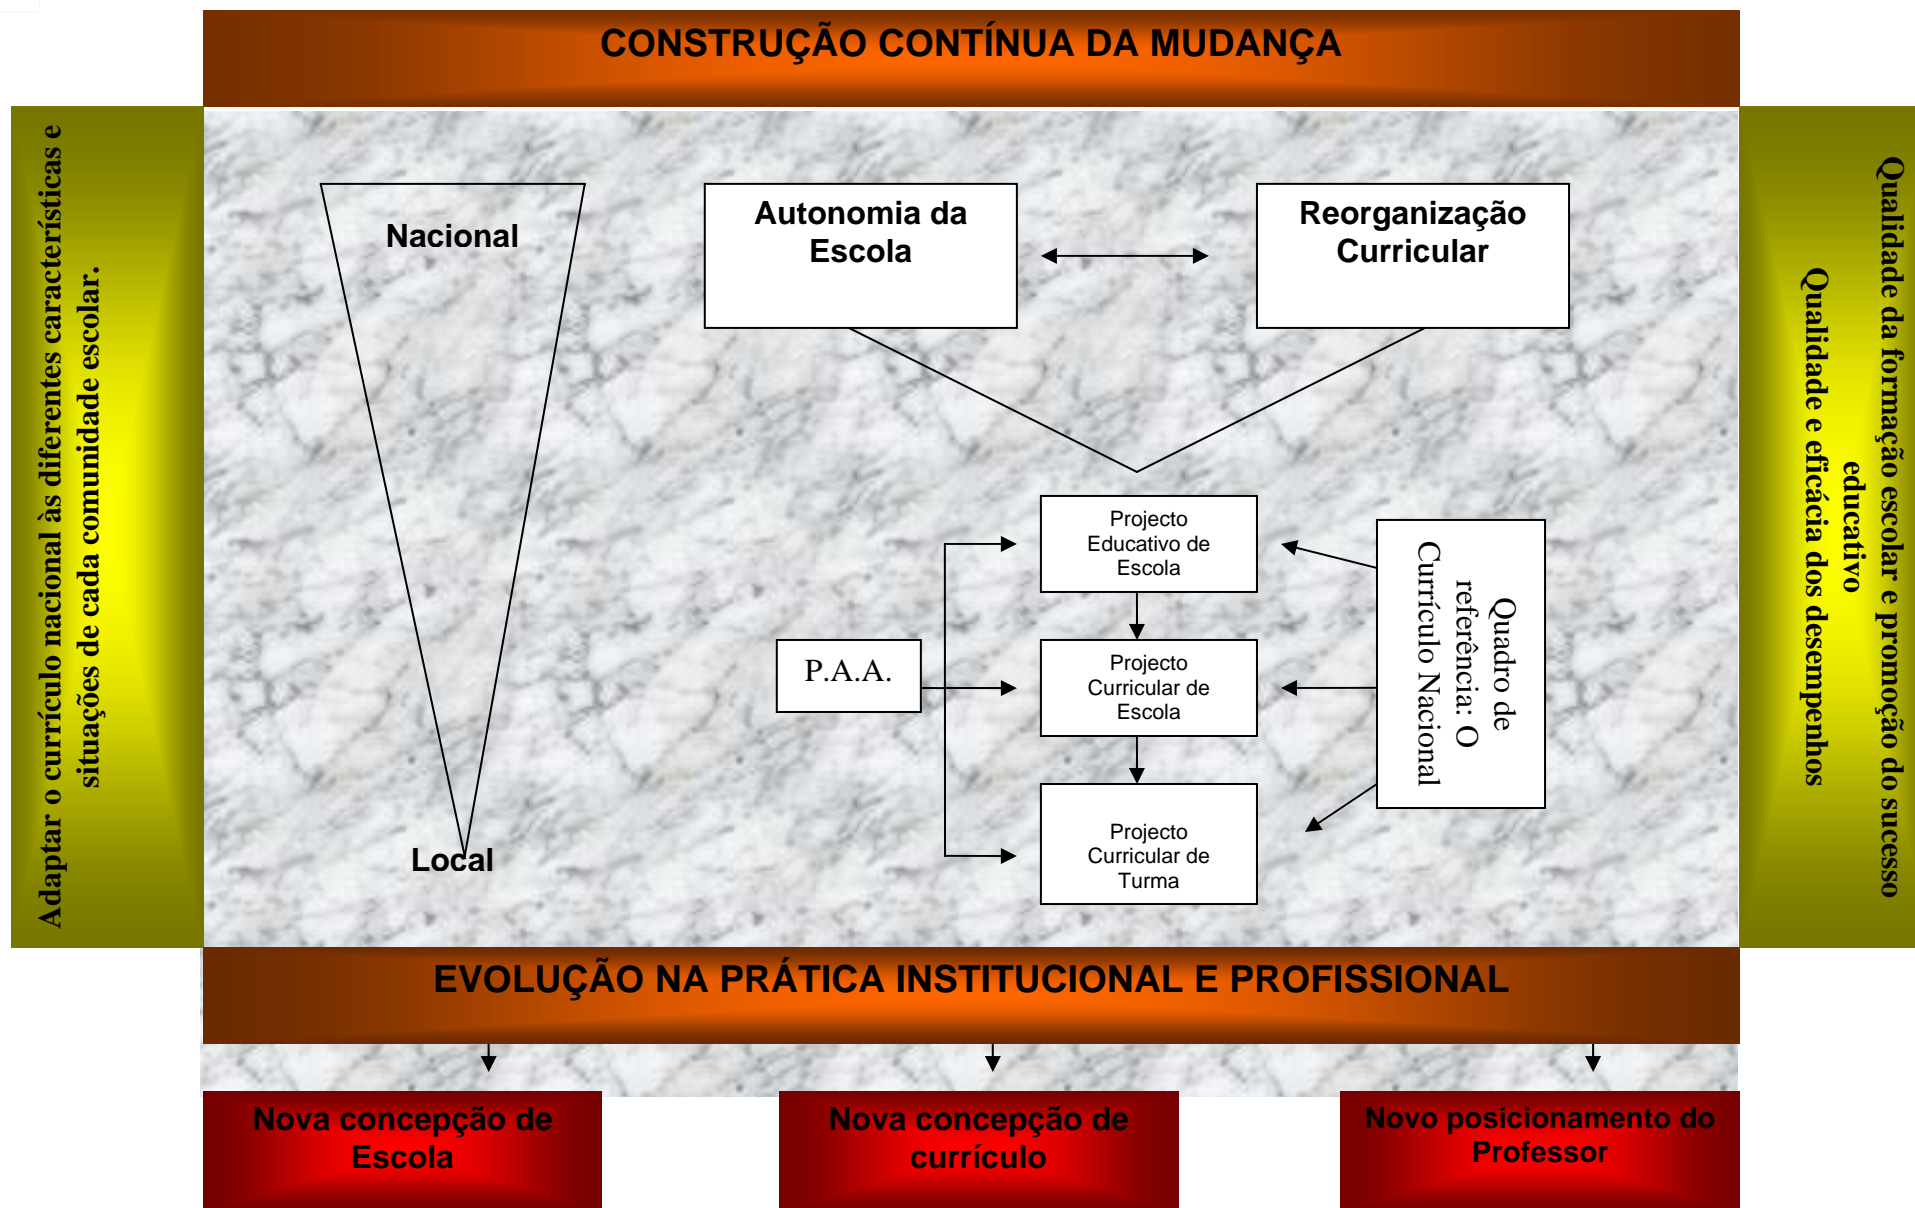 CONSTRUÇÃO CONTÍNUA DA MUDANÇA
Adaptar o currículo nacional às diferentes características e
situações de cada comunidade escolar.
Nacional
Local
Autonomia da
Escola
Reorganização
Curricular
Projecto
Educativo de
Escola
P.A.A.
Projecto
Curricular de
Escola
Projecto
Curricular de
Turma
Quadro de
referência: O
Currículo Nacional
Qualidade da formação escolar e promoção do sucesso
educativo
Qualidade e eficácia dos desempenhos
EVOLUÇÃO NA PRÁTICA INSTITUCIONAL E PROFISSIONAL
Nova concepção de
Escola
Nova concepção de
currículo
Novo posicionamento do
Professor